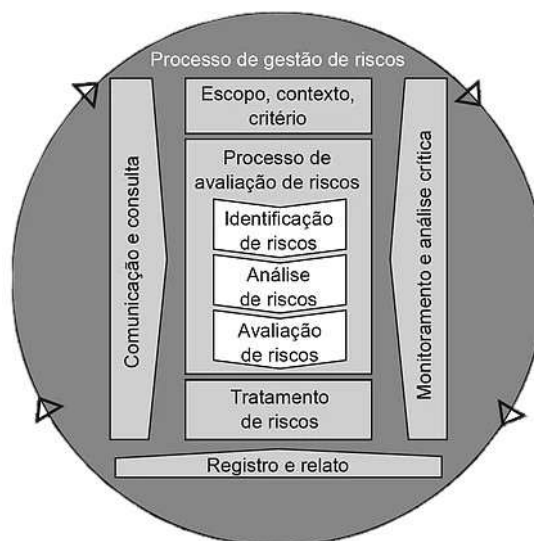 Processo de gestão de riscos
Escopo, contexto,
critério
Processo de
avaliação de riscos
Identificação
de riscos
Análise
de riscos
Avaliação
de riscos
Tratamento
de riscos
Comunicação e consulta
Monitoramento e análise crítica
Registro e relato